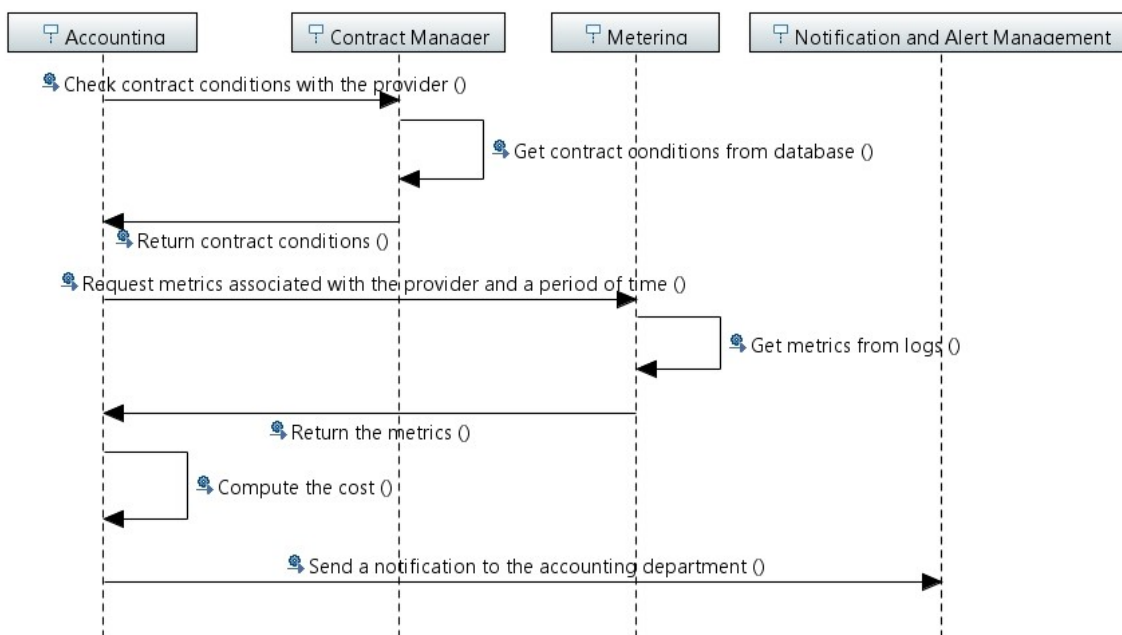 Accounting
Contract Manager
Metering
Notification and Alert Management
Check contract conditions with the provider ()
Get contract conditions from database ()
Return contract conditions ()
Request metrics associated with the provider and a period of time ()
Get metrics from logs ()
Return the metrics ()
Compute the cost ()
Send a notification to the accounting department ()